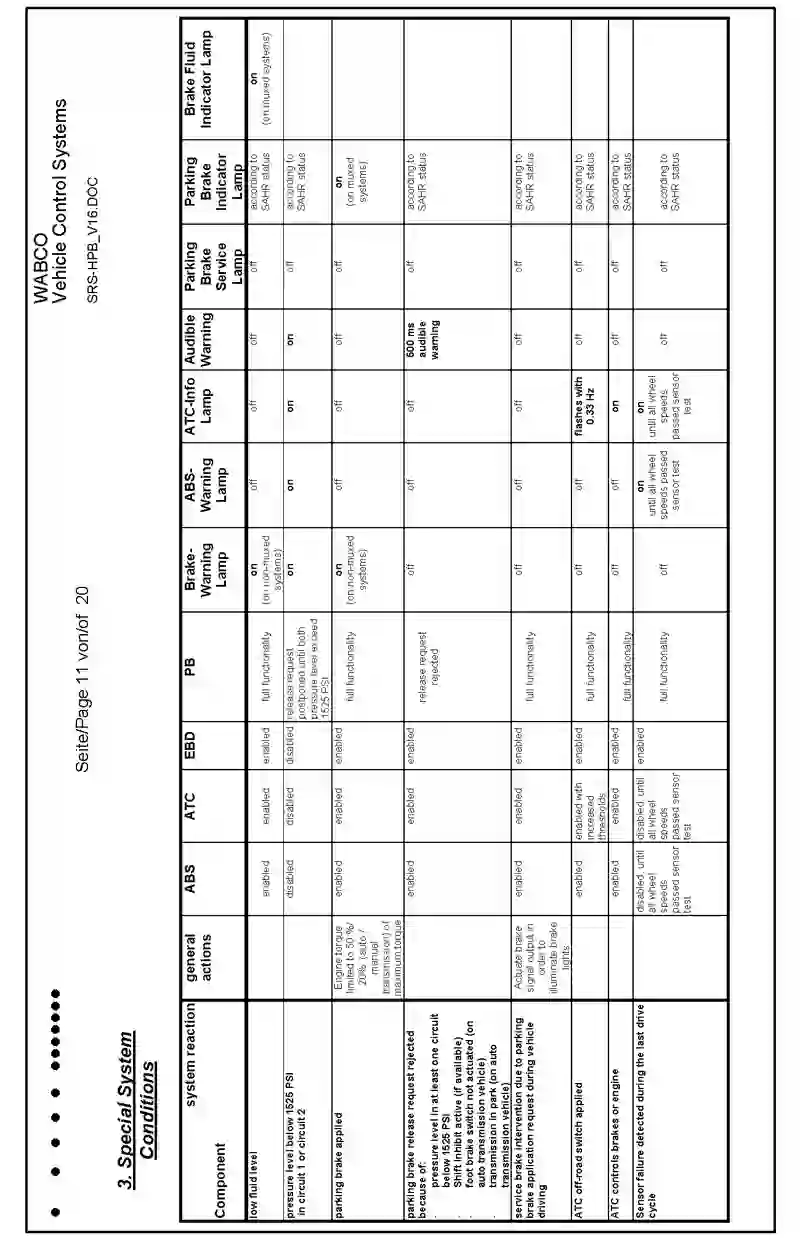 WABCO
Vehicle Control Systems
SRS-HPB_V16.DOC
Seite/Page 11 von/of 20
3. Special System
Conditions
system reaction
Component
general
actions
ABS
ATC
EBD
PB
Brake-
Warning
Lamp
ABS-
Warning
Lamp
ATC-Info
Lamp
Audible
Warning
Parking
Brake
Service
Lamp
Parking
Brake
Indicator
Lamp
Brake Fluid
Indicator Lamp
low fluid level
enabled
enabled
enabled
full functionality
on
(on non-muxed
systems)
off
off
off
off
according to
SAHR status
on
(on muxed systems)
pressure level below 1525 PSI
in circuit 1 or circuit 2
disabled
disabled
disabled
release request
postponed until both
pressure level exceed
1525 PSI
on
on
on
on
off
according to
SAHR status
parking brake applied
Engine torque
limited to 50 %/
20% (auto /
manual
transmission) of
maximum torque
enabled
enabled
enabled
full functionality
on
(on non-muxed
systems)
off
off
off
off
on
(on muxed
systems)
parking brake release request rejected
because of:
· pressure level in at least one circuit
below 1525 PSI
· Shift Inhibit active (if available)
· foot brake switch not actuated (on
auto transmission vehicle)
· transmission in park (on auto
transmission vehicle)
enabled
enabled
enabled
release request
rejected
off
off
off
600 ms
audible
warning
off
according to
SAHR status
service brake intervention due to parking
brake application request during vehicle
driving
Actuate brake
signal output in
order to
illuminate brake
lights
enabled
enabled
enabled
full functionality
off
off
off
off
off
according to
SAHR status
ATC off-road switch applied
enabled
enabled with
increased
thresholds
enabled
full functionality
off
off
flashes with
0.33 Hz
off
off
according to
SAHR status
ATC controls brakes or engine
enabled
enabled
enabled
full functionality
off
off
on
off
off
according to
SAHR status
Sensor failure detected during the last drive
cycle
disabled, until
all wheel
speeds
passed sensor
test
disabled, until
all wheel
speeds
passed sensor
test
enabled
full functionality
off
on
until all wheel
speeds passed
sensor test
on
until all wheel
speeds
passed sensor
test
off
off
according to
SAHR status